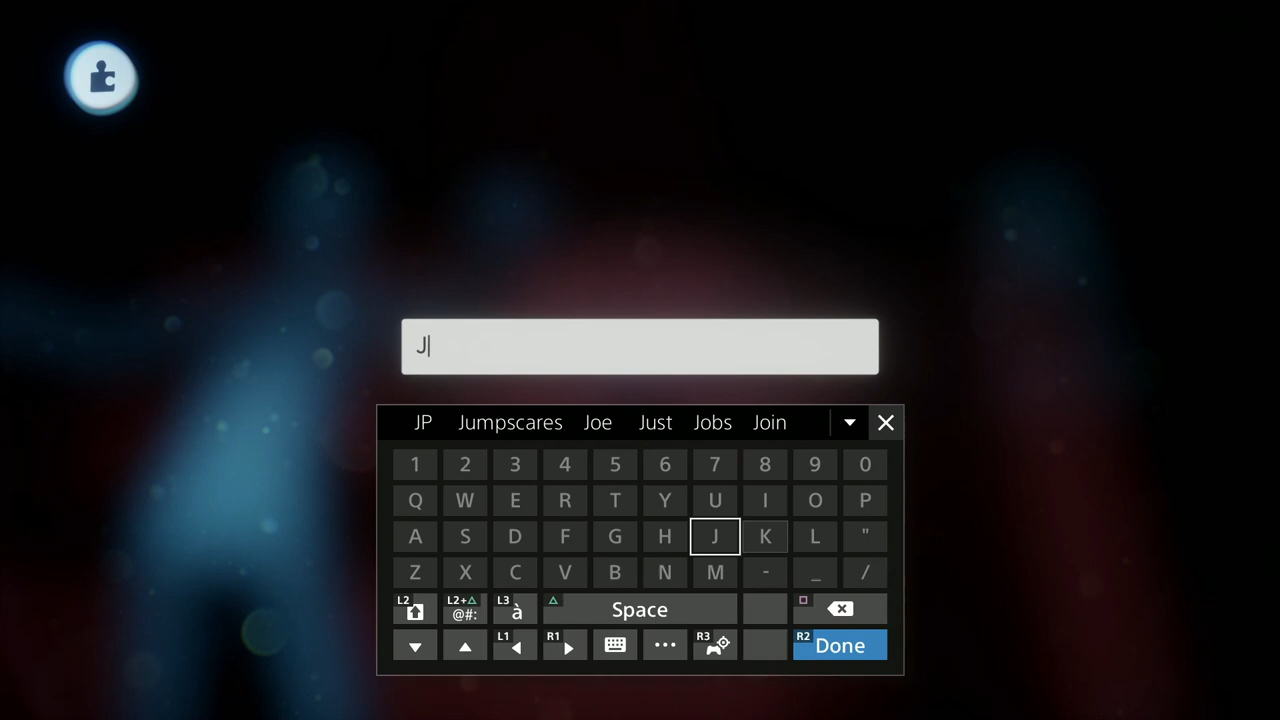 J
JP Jumpscares Joe Just Jobs Join
1 2 3 4 5 6 7 8 9 0
Q W E R T Y U I O P
A S D F G H J K L "
Z X C V B N M - _ /
L2 L2+△ @#: L3 à △ Space
L1 R1 ... R3 R2 Done